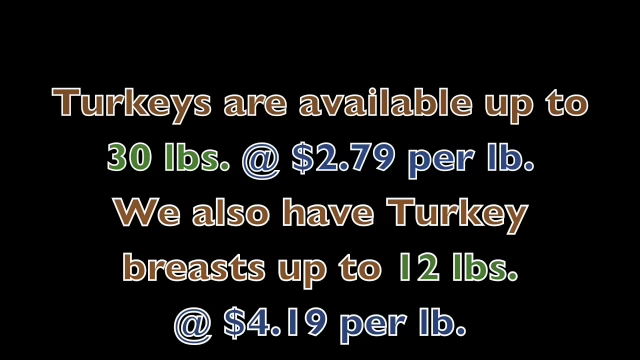 Turkeys are available up to
30 lbs. @ $2.79 per lb.
We also have Turkey
breasts up to 12 lbs.
@ $4.19 per lb.